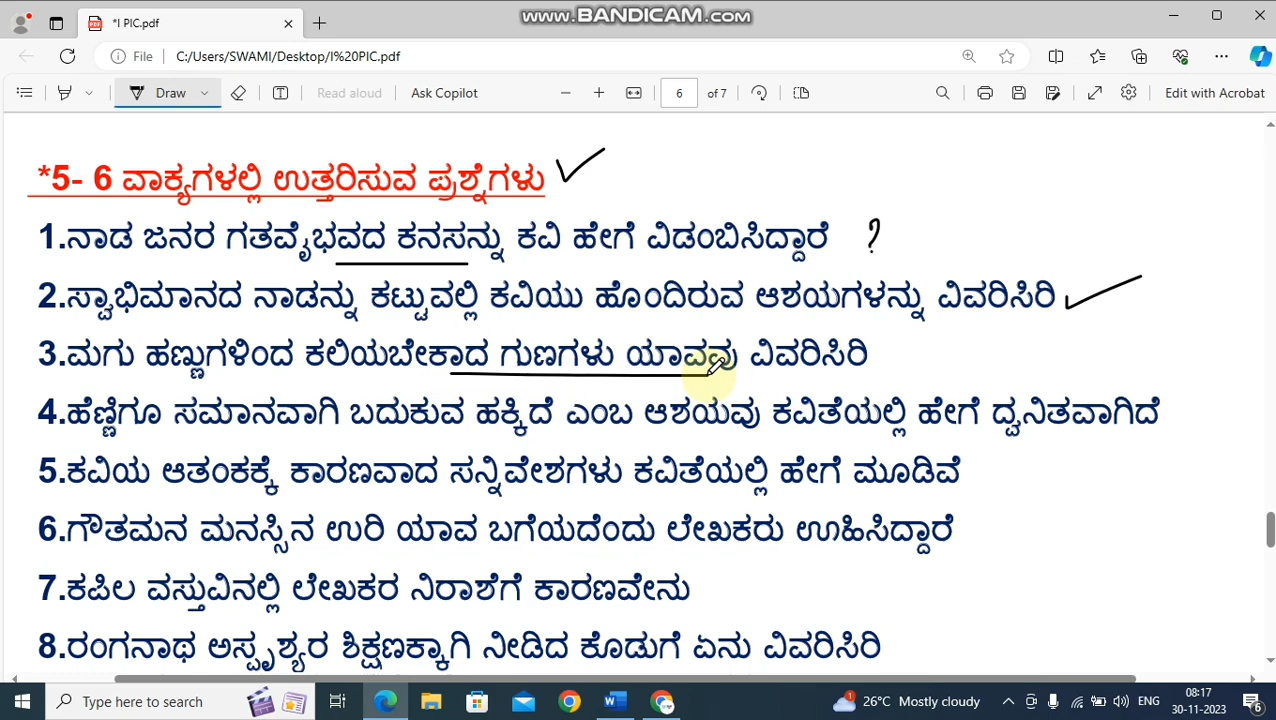 www.BANDICAM.com
*I PIC.pdf
File C:/Users/SWAMI/Desktop/I%20PIC.pdf
Draw Read aloud Ask Copilot 6 of 7 Edit with Acrobat
*5- 6 ವಾಕ್ಯಗಳಲ್ಲಿ ಉತ್ತರಿಸುವ ಪ್ರಶ್ನೆಗಳು
1.ನಾಡ ಜನರ ಗತವೈಭವದ ಕನಸನ್ನು ಕವಿ ಹೇಗೆ ವಿಡಂಬಿಸಿದ್ದಾರೆ ?
2.ಸ್ವಾಭಿಮಾನದ ನಾಡನ್ನು ಕಟ್ಟುವಲ್ಲಿ ಕವಿಯು ಹೊಂದಿರುವ ಆಶಯಗಳನ್ನು ವಿವರಿಸಿರಿ
3.ಮಗು ಹಣ್ಣುಗಳಿಂದ ಕಲಿಯಬೇಕಾದ ಗುಣಗಳು ಯಾವವು ವಿವರಿಸಿರಿ
4.ಹೆಣ್ಣಿಗೂ ಸಮಾನವಾಗಿ ಬದುಕುವ ಹಕ್ಕಿದೆ ಎಂಬ ಆಶಯವು ಕವಿತೆಯಲ್ಲಿ ಹೇಗೆ ದ್ವನಿತವಾಗಿದೆ
5.ಕವಿಯ ಆತಂಕಕ್ಕೆ ಕಾರಣವಾದ ಸನ್ನಿವೇಶಗಳು ಕವಿತೆಯಲ್ಲಿ ಹೇಗೆ ಮೂಡಿವೆ
6.ಗೌತಮನ ಮನಸ್ಸಿನ ಉರಿ ಯಾವ ಬಗೆಯದೆಂದು ಲೇಖಕರು ಊಹಿಸಿದ್ದಾರೆ
7.ಕಪಿಲ ವಸ್ತುವಿನಲ್ಲಿ ಲೇಖಕರ ನಿರಾಶೆಗೆ ಕಾರಣವೇನು
8.ರಂಗನಾಥ ಅಸ್ಪೃಶ್ಯರ ಶಿಕ್ಷಣಕ್ಕಾಗಿ ನೀಡಿದ ಕೊಡುಗೆ ಏನು ವಿವರಿಸಿರಿ
Type here to search 26°C Mostly cloudy ENG 08:17
30-11-2023